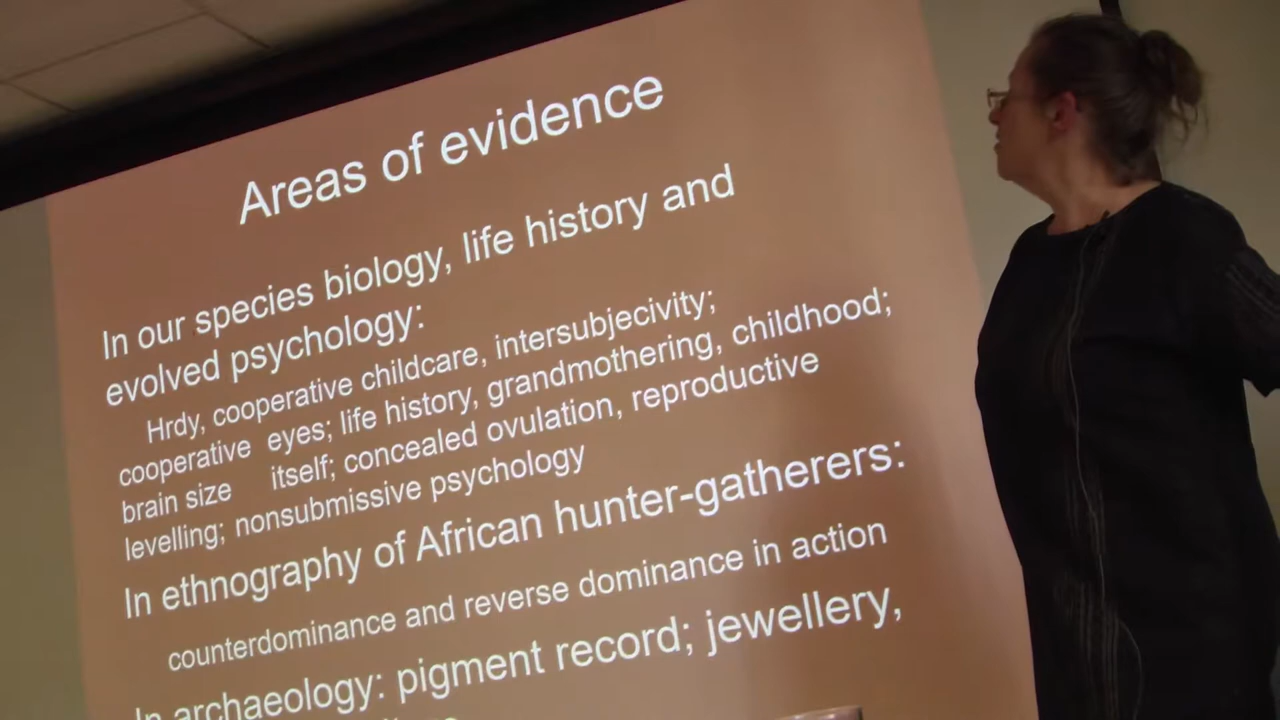 Areas of evidence
In our species biology, life history and
evolved psychology:
Hrdy, cooperative childcare, intersubjecivity;
cooperative eyes; life history, grandmothering, childhood;
brain size itself; concealed ovulation, reproductive
levelling; nonsubmissive psychology
In ethnography of African hunter-gatherers:
counterdominance and reverse dominance in action
In archaeology: pigment record; jewellery,